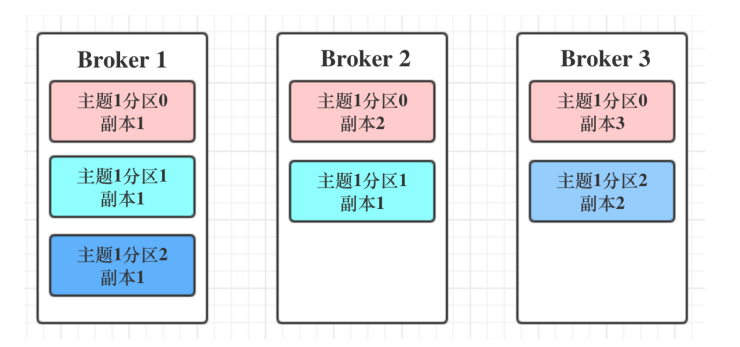 Broker 1
主题1分区0
副本1
主题1分区1
副本1
主题1分区2
副本1
Broker 2
主题1分区0
副本2
主题1分区1
副本1
Broker 3
主题1分区0
副本3
主题1分区2
副本2